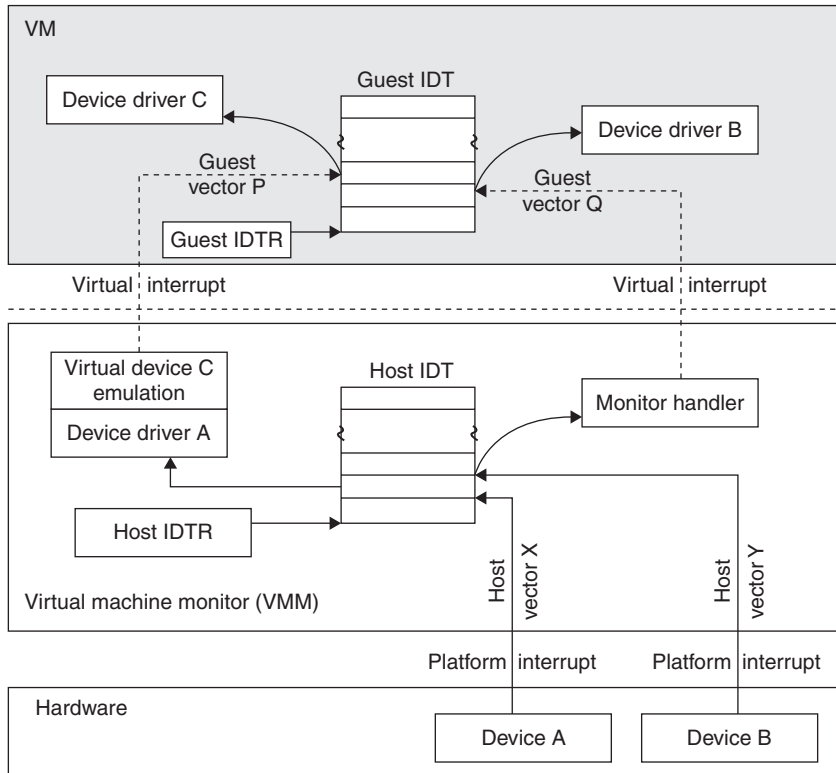 VM
Guest IDT
Device driver C
Device driver B
Guest
vector P
Guest
vector Q
Guest IDTR
Virtual interrupt
Virtual interrupt
Virtual device C
emulation
Device driver A
Host IDT
Monitor handler
Host IDTR
Host
vector X
Host
vector Y
Virtual machine monitor (VMM)
Platform interrupt
Platform interrupt
Hardware
Device A
Device B